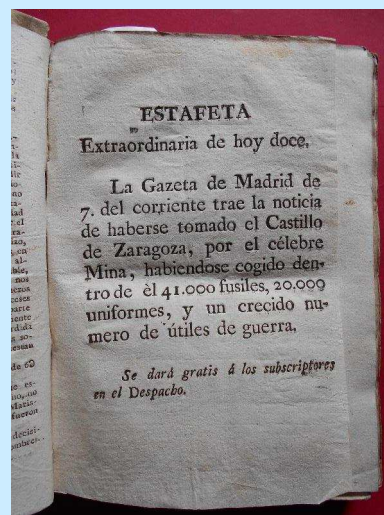 ESTAFETA
Extraordinaria de hoy doce.
La Gazeta de Madrid de
7. del corriente trae la noticia
de haberse tomado el Castillo
de Zaragoza, por el célebre
Mina, habiendose cogido den-
tro de èl 41.000 fusiles, 20.000
uniformes, y un crecido nu-
mero de útiles de guerra.
Se dará gratis á los subscriptores
en el Despacho.